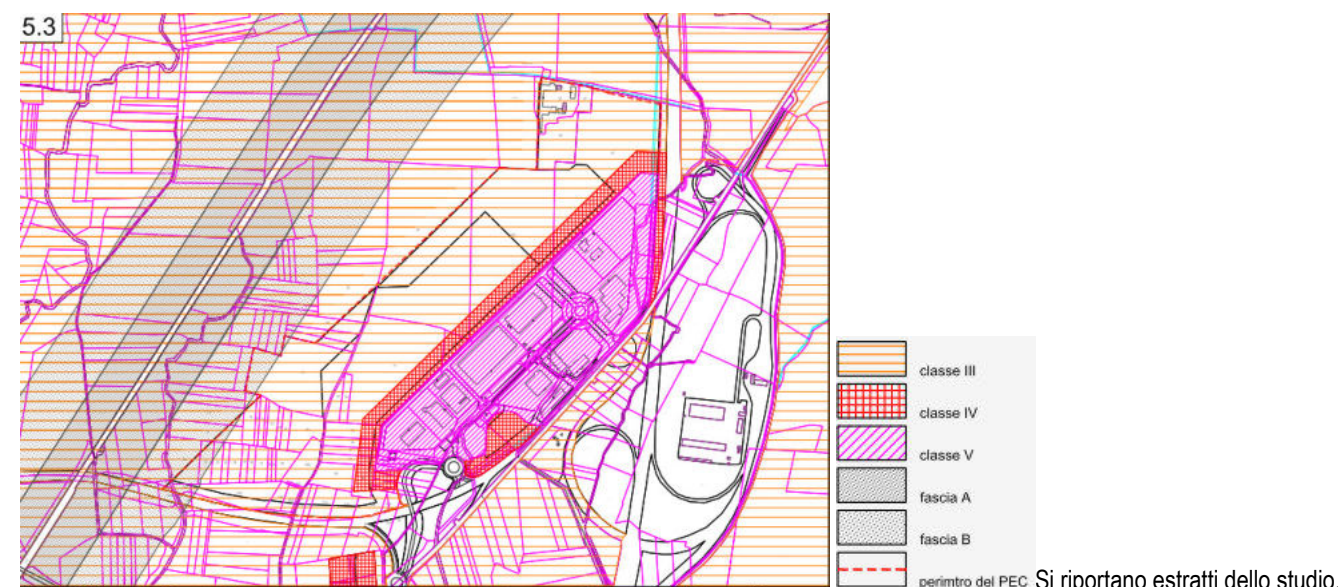 5.3
classe III
classe IV
classe V
fascia A
fascia B
perimtro del PEC
Si riportano estratti dello studio